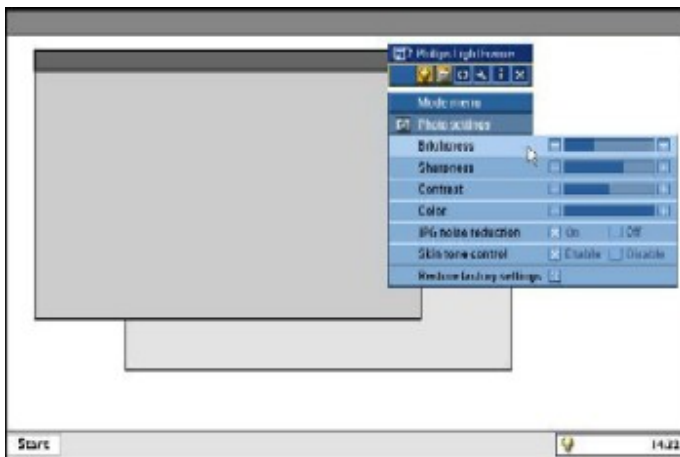 Philips Lightframe
Mode menu
Photo settings
Brightness
Sharpness
Contrast
Color
JPG noise reduction On Off
Skin tone control Enable Disable
Restore factory settings
Start 14:22